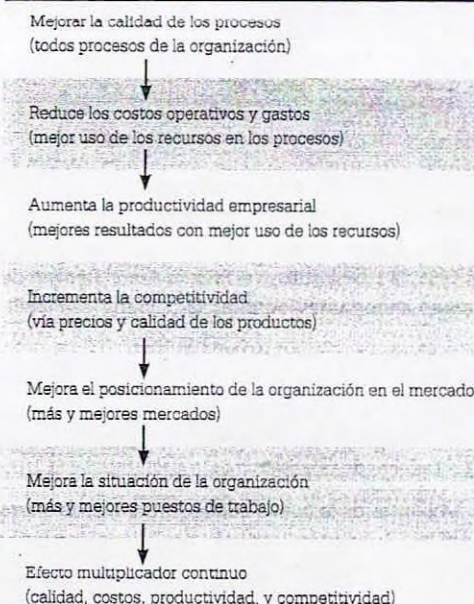 Mejorar la calidad de los procesos
(todos procesos de la organización)
Reduce los costos operativos y gastos
(mejor uso de los recursos en los procesos)
Aumenta la productividad empresarial
(mejores resultados con mejor uso de los recursos)
Incrementa la competitividad
(vía precios y calidad de los productos)
Mejora el posicionamiento de la organización en el mercado
(más y mejores mercados)
Mejora la situación de la organización
(más y mejores puestos de trabajo)
Efecto multiplicador continuo
(calidad, costos, productividad, y competitividad)